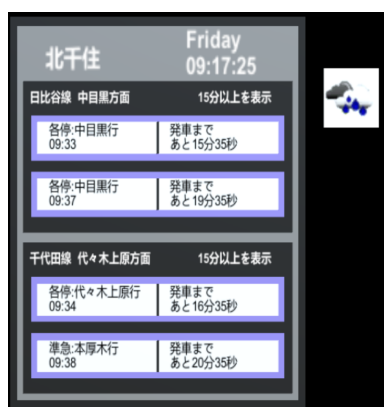 北千住
Friday
09:17:25
日比谷線 中目黒方面 15分以上を表示
各停:中目黒行 発車まで
09:33 あと15分35秒
各停:中目黒行 発車まで
09:37 あと19分35秒
千代田線 代々木上原方面 15分以上を表示
各停:代々木上原行 発車まで
09:34 あと16分35秒
準急:本厚木行 発車まで
09:38 あと20分35秒